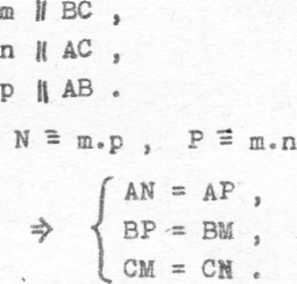 m ∥ BC ,
n ∥ AC ,
p ∥ AB .
N ≡ m.p , P ≡ m.n
⇒ { AN = AP ,
BP = BM ,
CM = CN .